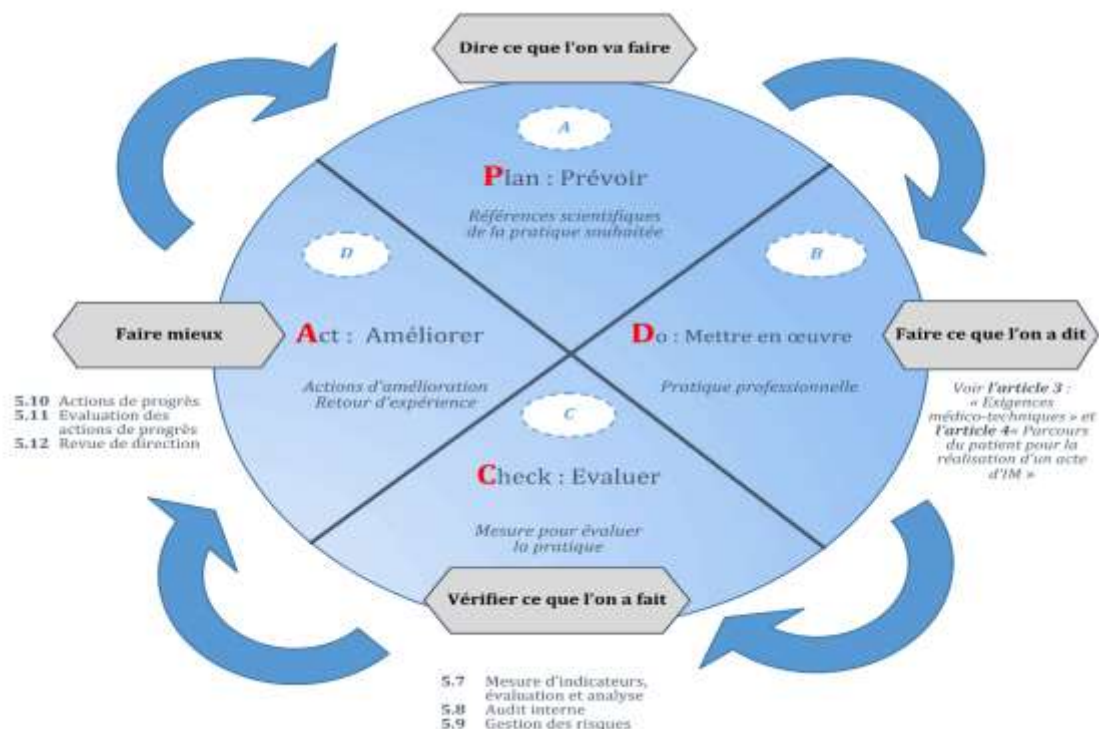 Dire ce que l'on va faire
A
Plan : Prévoir
Références scientifiques
de la pratique souhaitée
D
B
Faire mieux
Act : Améliorer
Do : Mettre en œuvre
Faire ce que l'on a dit
Actions d'amélioration
Retour d'expérience
Pratique professionnelle
5.10 Actions de progrès
5.11 Evaluation des
actions de progrès
5.12 Revue de direction
Voir l'article 3 :
« Exigences
médico-techniques » et
l'article 4« Parcours
du patient pour la
réalisation d'un acte
d'IM »
C
Check : Evaluer
Mesure pour évaluer
la pratique
Vérifier ce que l'on a fait
5.7 Mesure d'indicateurs,
évaluation et analyse
5.8 Audit interne
5.9 Gestion des risques